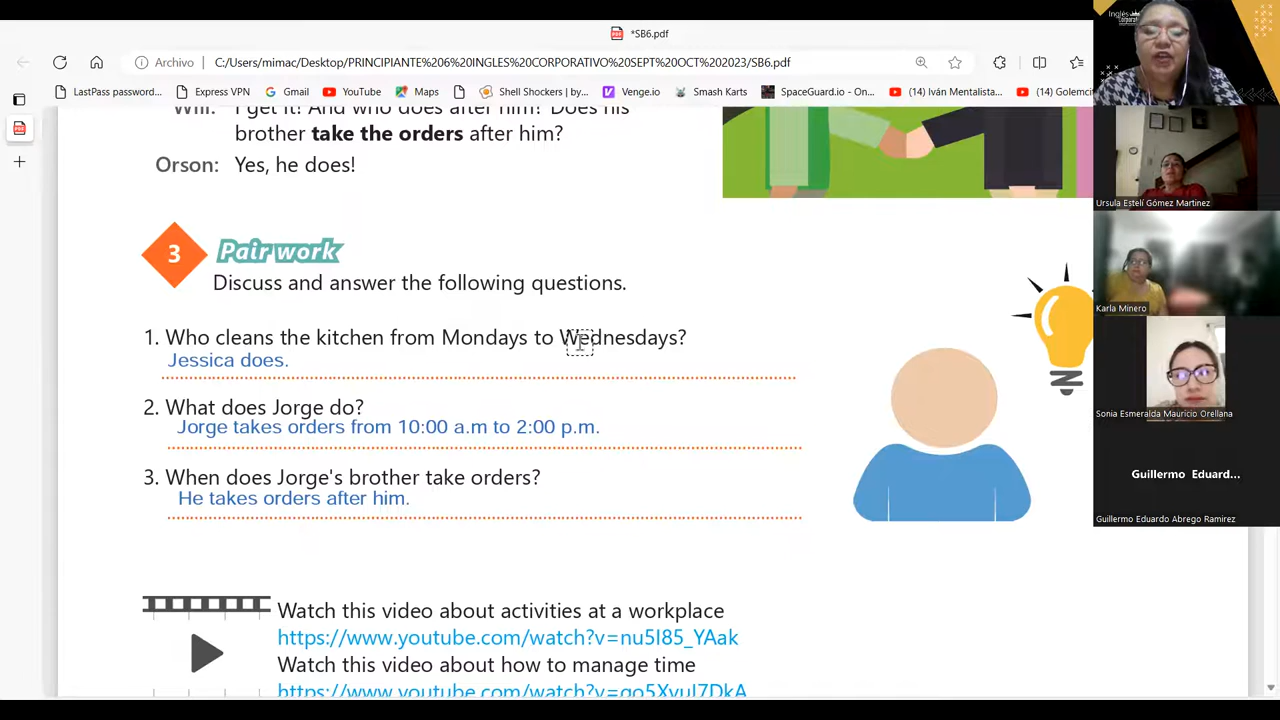 *SB6.pdf
Archivo
C:/Users/mimac/Desktop/PRINCIPIANTE%206%20INGLES%20CORPORATIVO%20SEPT%20OCT%202023/SB6.pdf
LastPass password...
Express VPN
Gmail
YouTube
Maps
Shell Shockers | by...
Venge.io
Smash Karts
SpaceGuard.io - On...
(14) Iván Mentalista...
(14) Golemcit
Will: I get it! And who does after him? Does his
brother take the orders after him?
Orson: Yes, he does!
3
Pair work
Discuss and answer the following questions.
1. Who cleans the kitchen from Mondays to Wednesdays?
Jessica does.
2. What does Jorge do?
Jorge takes orders from 10:00 a.m to 2:00 p.m.
3. When does Jorge's brother take orders?
He takes orders after him.
Watch this video about activities at a workplace
https://www.youtube.com/watch?v=nu5I85_YAak
Watch this video about how to manage time
Inglés
Corporativo
Ursula Estelí Gómez Martinez
Karla Minero
Sonia Esmeralda Mauricio Orellana
Guillermo Eduard...
Guillermo Eduardo Abrego Ramirez